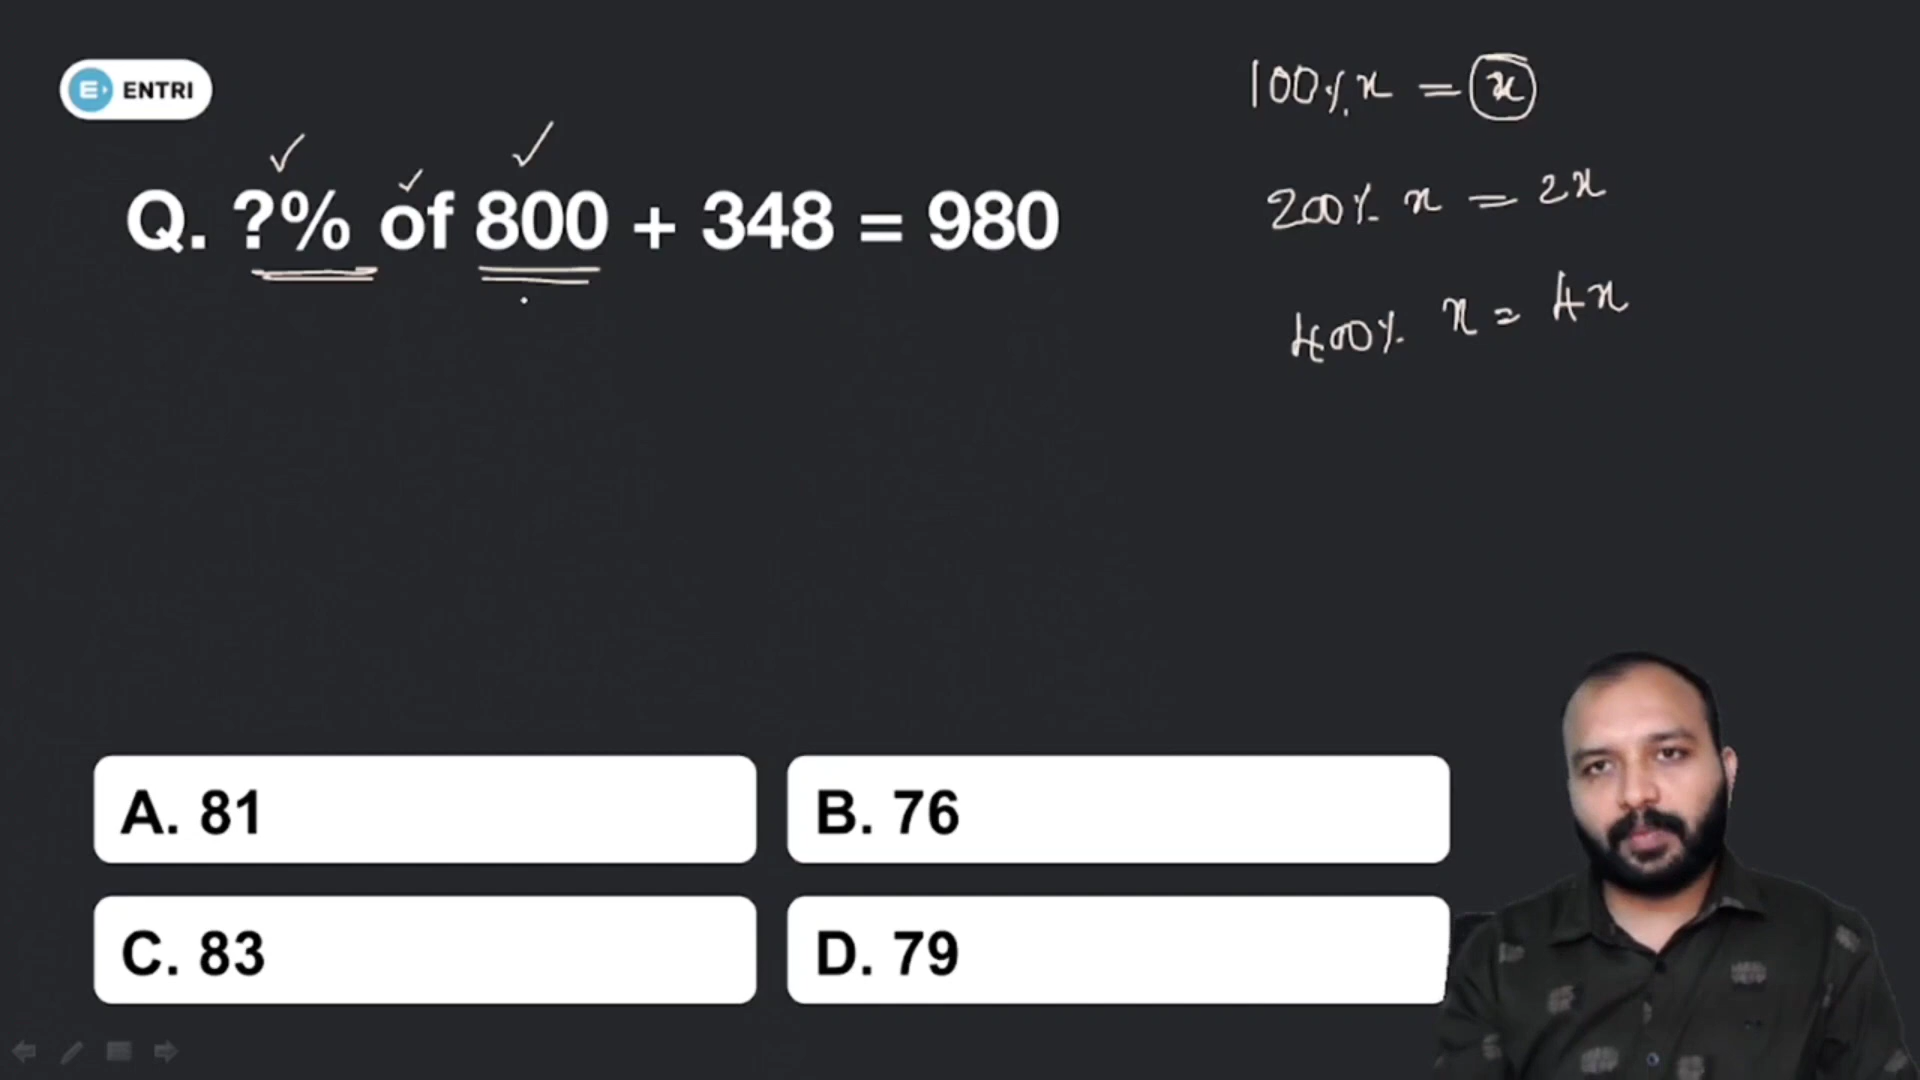 ENTRI
100% x = x
Q. ?% of 800 + 348 = 980
200% x = 2x
400% x = 4x
A. 81
B. 76
C. 83
D. 79